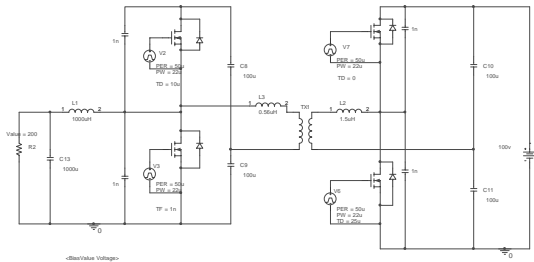 1n
V2
PER = 50u
PW = 22u
TD = 10u
C8
100u
V7
PER = 50u
PW = 22u
TD = 0
1n
C10
100u
L1
1 2
1000uH
Value = 200
R2
C13
1000u
L3
1 2
0.56uH
TX1
L2
1 2
1.5uH
100v
1n
V3
PER = 50u
PW = 22u
TF = 1n
C9
100u
V6
PER = 50u
PW = 22u
TD = 25u
1n
C11
100u
0
0
<BiasValue Voltage>